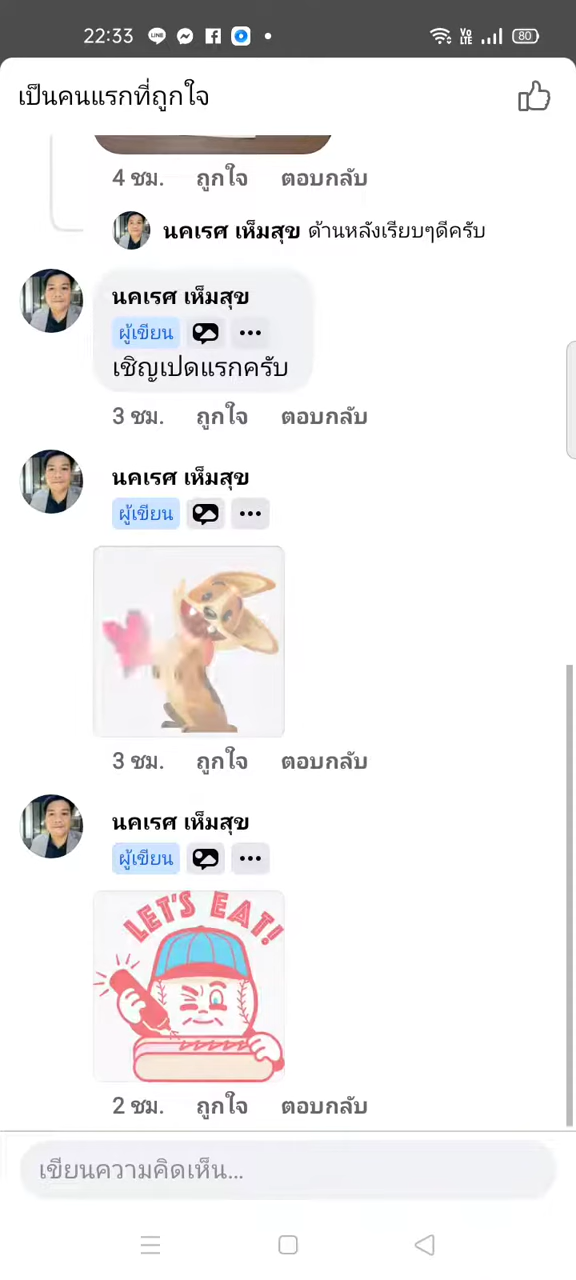 22:33 LINE f VO LTE 80
เป็นคนแรกที่ถูกใจ
4 ชม. ถูกใจ ตอบกลับ
นคเรศ เห็มสุข ด้านหลังเรียบๆดีครับ
นคเรศ เห็มสุข
ผู้เขียน
เชิญเปดแรกครับ
3 ชม. ถูกใจ ตอบกลับ
นคเรศ เห็มสุข
ผู้เขียน
3 ชม. ถูกใจ ตอบกลับ
นคเรศ เห็มสุข
ผู้เขียน
LET'S EAT!
2 ชม. ถูกใจ ตอบกลับ
เขียนความคิดเห็น...